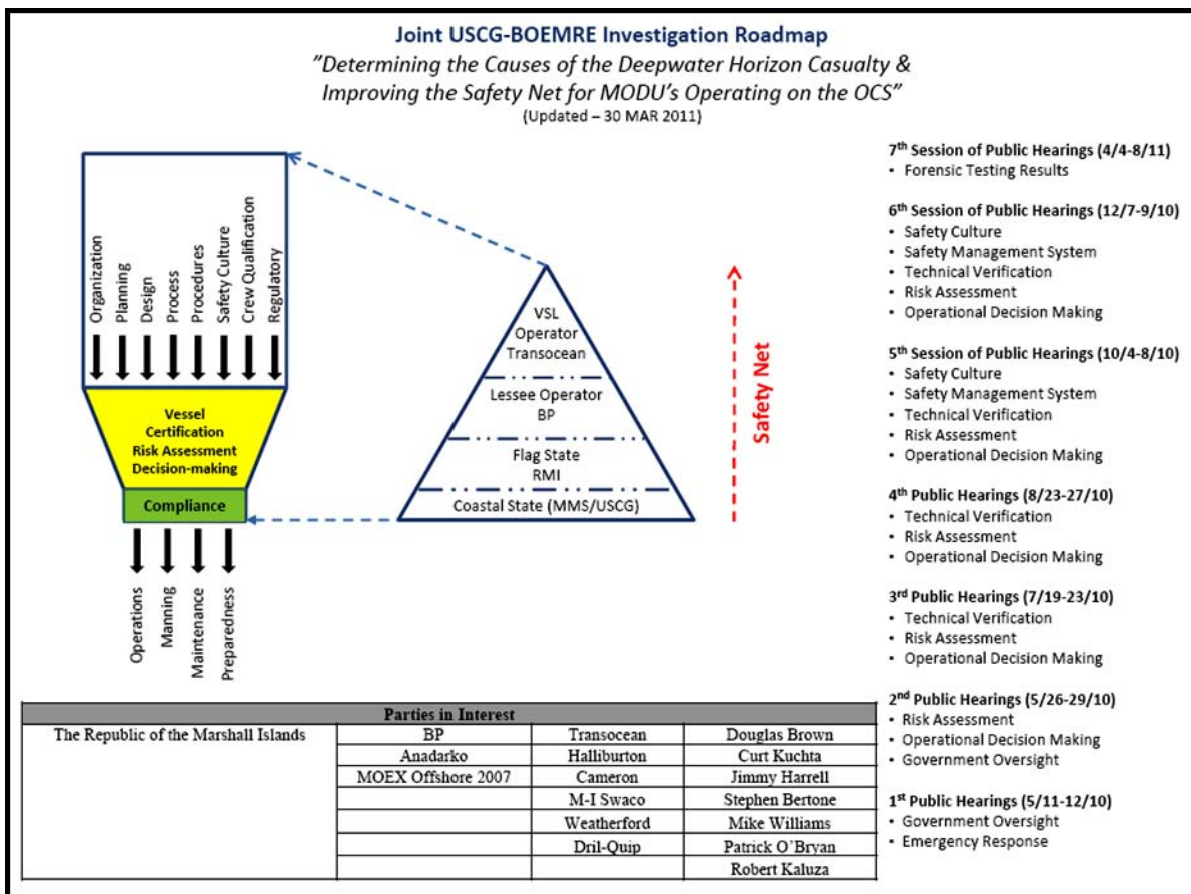 Joint USCG-BOEMRE Investigation Roadmap
”Determining the Causes of the Deepwater Horizon Casualty &
Improving the Safety Net for MODU’s Operating on the OCS”
(Updated – 30 MAR 2011)
Organization
Planning
Design
Process
Procedures
Safety Culture
Crew Qualification
Regulatory
Vessel
Certification
Risk Assessment
Decision-making
Compliance
Operations
Manning
Maintenance
Preparedness
VSL
Operator
Transocean
Lessee Operator
BP
Flag State
RMI
Coastal State (MMS/USCG)
Safety Net
7th Session of Public Hearings (4/4-8/11)
• Forensic Testing Results
6th Session of Public Hearings (12/7-9/10)
• Safety Culture
• Safety Management System
• Technical Verification
• Risk Assessment
• Operational Decision Making
5th Session of Public Hearings (10/4-8/10)
• Safety Culture
• Safety Management System
• Technical Verification
• Risk Assessment
• Operational Decision Making
4th Public Hearings (8/23-27/10)
• Technical Verification
• Risk Assessment
• Operational Decision Making
3rd Public Hearings (7/19-23/10)
• Technical Verification
• Risk Assessment
• Operational Decision Making
2nd Public Hearings (5/26-29/10)
• Risk Assessment
• Operational Decision Making
• Government Oversight
1st Public Hearings (5/11-12/10)
• Government Oversight
• Emergency Response
Parties in Interest
The Republic of the Marshall Islands BP Transocean Douglas Brown
Anadarko Halliburton Curt Kuchta
MOEX Offshore 2007 Cameron Jimmy Harrell
M-I Swaco Stephen Bertone
Weatherford Mike Williams
Dril-Quip Patrick O’Bryan
Robert Kaluza